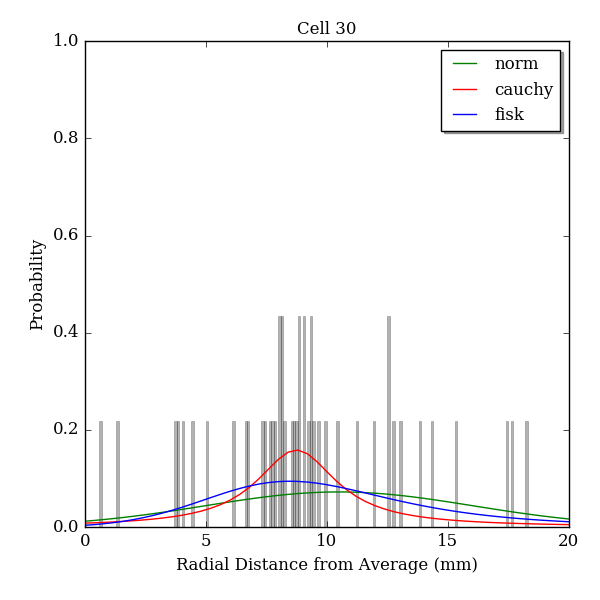 Cell 30
1.0
0.8
0.6
0.4
0.2
0.0
Probability
norm
cauchy
fisk
0 5 10 15 20
Radial Distance from Average (mm)